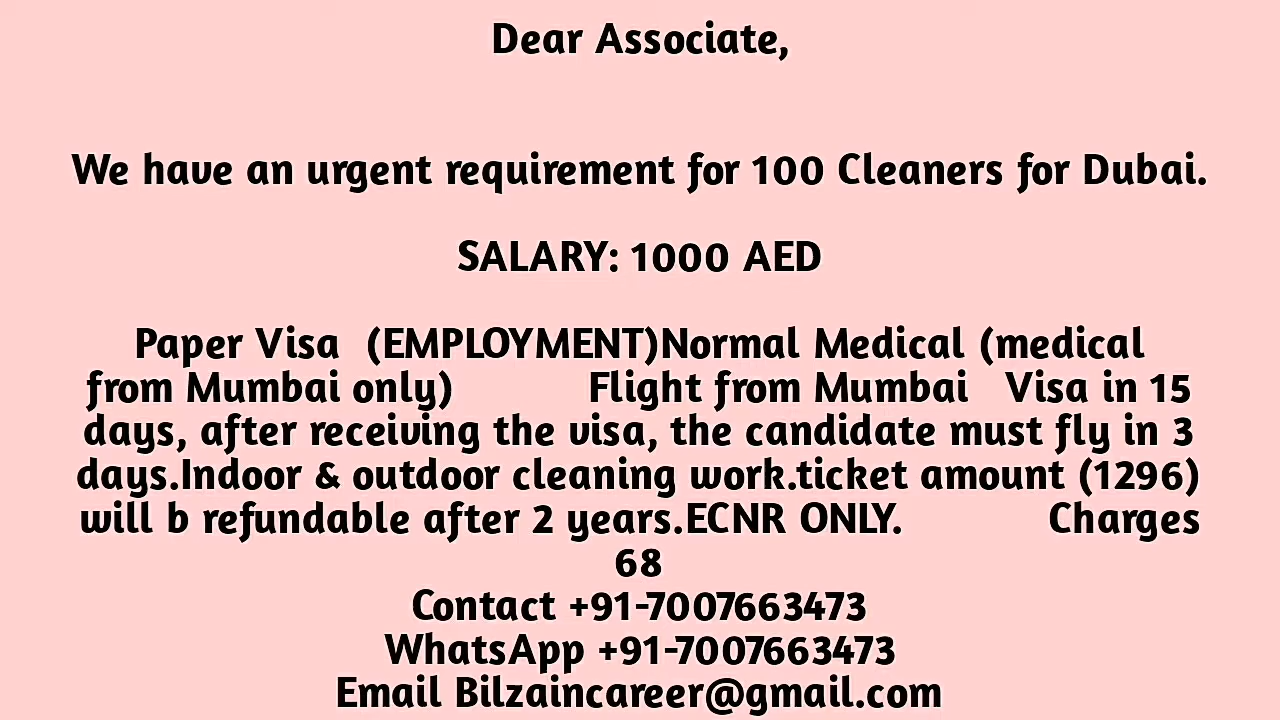 Dear Associate,
We have an urgent requirement for 100 Cleaners for Dubai.
SALARY: 1000 AED
Paper Visa (EMPLOYMENT)Normal Medical (medical
from Mumbai only) Flight from Mumbai Visa in 15
days, after receiving the visa, the candidate must fly in 3
days.Indoor & outdoor cleaning work.ticket amount (1296)
will b refundable after 2 years.ECNR ONLY. Charges
68
Contact +91-7007663473
WhatsApp +91-7007663473
Email Bilzaincareer@gmail.com